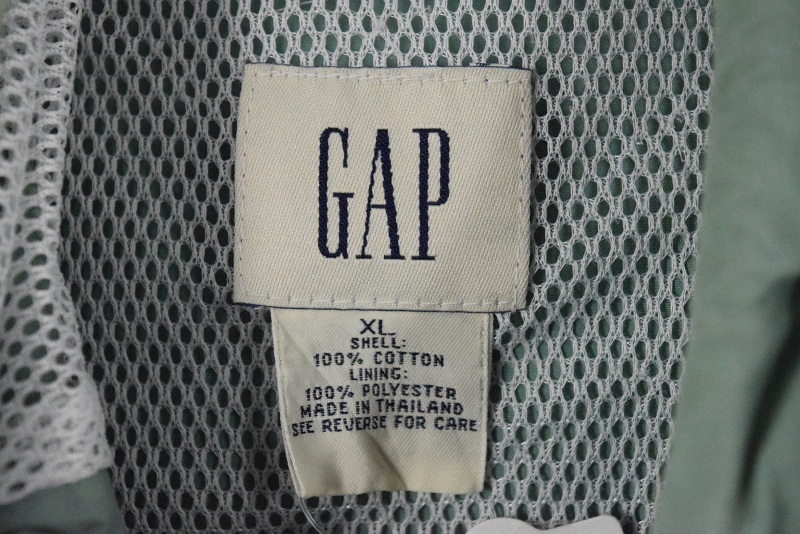 GAP
XL
SHELL:
100% COTTON
LINING:
100% POLYESTER
MADE IN THAILAND
SEE REVERSE FOR CARE